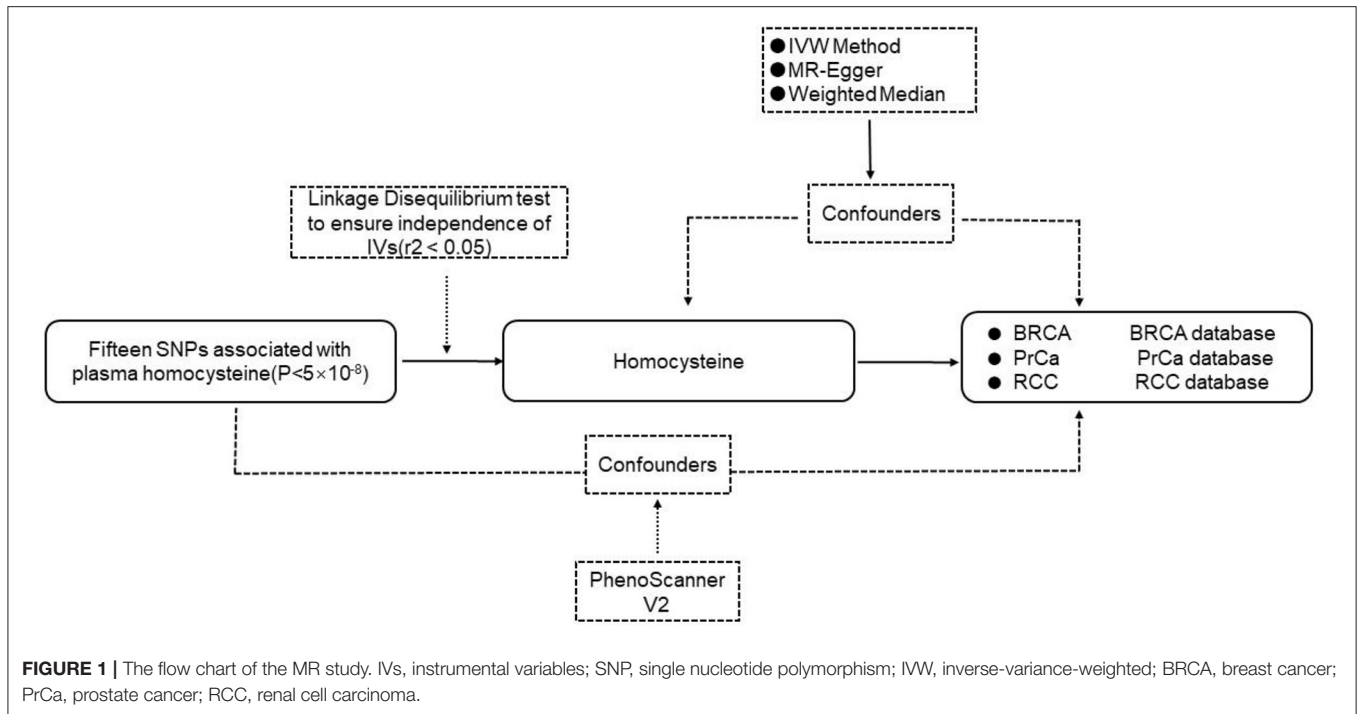 ● IVW Method
● MR-Egger
● Weighted Median
Linkage Disequilibrium test
to ensure independence of
IVs(r2 < 0.05)
Confounders
Fifteen SNPs associated with
plasma homocysteine(P<5×10⁻⁸)
Homocysteine
● BRCA BRCA database
● PrCa PrCa database
● RCC RCC database
Confounders
PhenoScanner
V2
FIGURE 1 | The flow chart of the MR study. IVs, instrumental variables; SNP, single nucleotide polymorphism; IVW, inverse-variance-weighted; BRCA, breast cancer;
PrCa, prostate cancer; RCC, renal cell carcinoma.